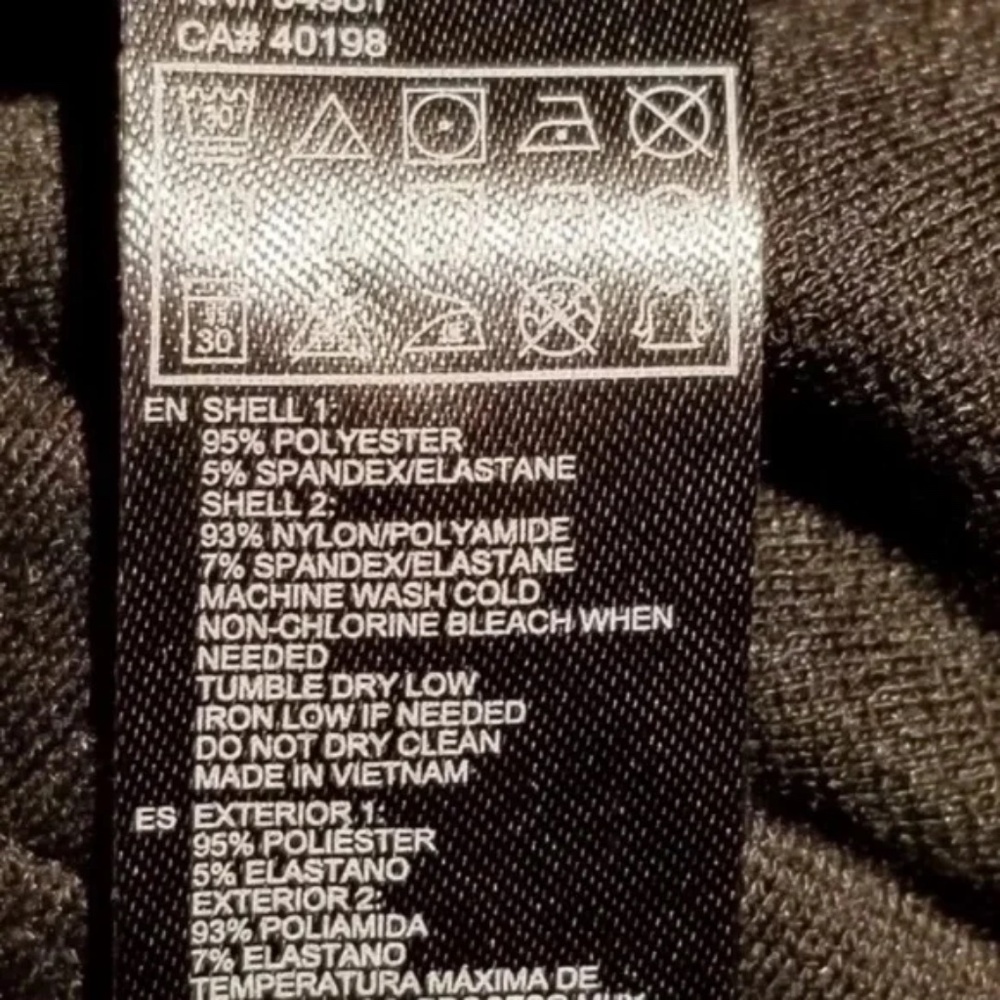 CA# 40198
30
30
EN SHELL 1:
95% POLYESTER
5% SPANDEX/ELASTANE
SHELL 2:
93% NYLON/POLYAMIDE
7% SPANDEX/ELASTANE
MACHINE WASH COLD
NON-CHLORINE BLEACH WHEN
NEEDED
TUMBLE DRY LOW
IRON LOW IF NEEDED
DO NOT DRY CLEAN
MADE IN VIETNAM
ES EXTERIOR 1:
95% POLIÉSTER
5% ELASTANO
EXTERIOR 2:
93% POLIAMIDA
7% ELASTANO
TEMPERATURA MÁXIMA DE